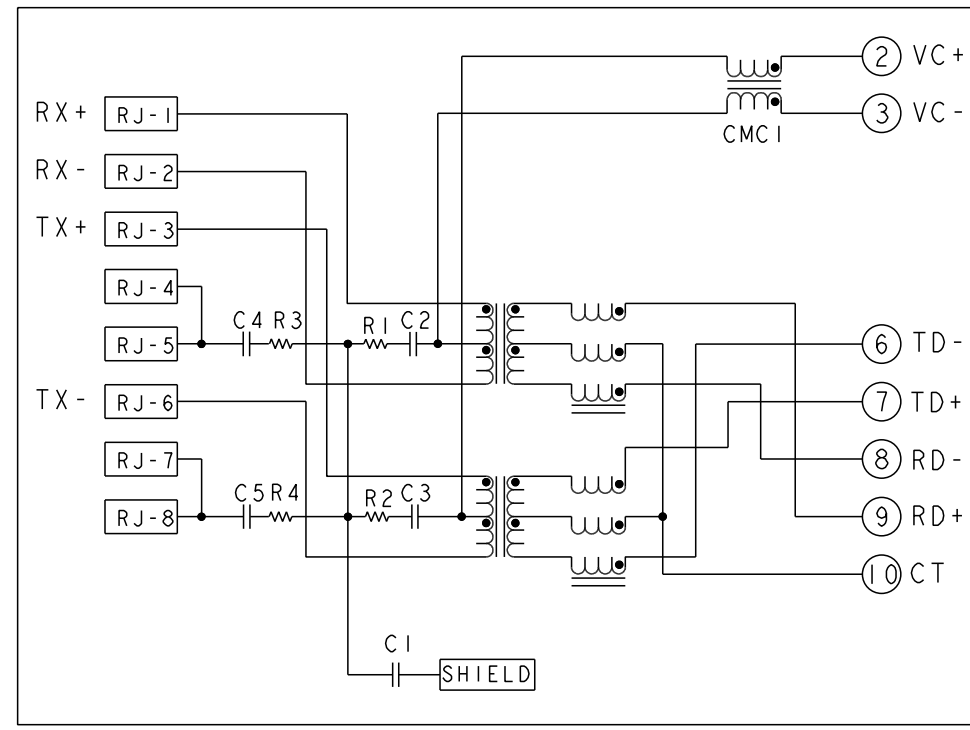 2 VC+
RX+ RJ-1 3 VC-
CMC1
RX- RJ-2
TX+ RJ-3
RJ-4
C4 R3 R1 C2
RJ-5 6 TD-
TX- RJ-6 7 TD+
RJ-7 8 RD-
C5 R4 R2 C3
RJ-8 9 RD+
10 CT
C1
SHIELD